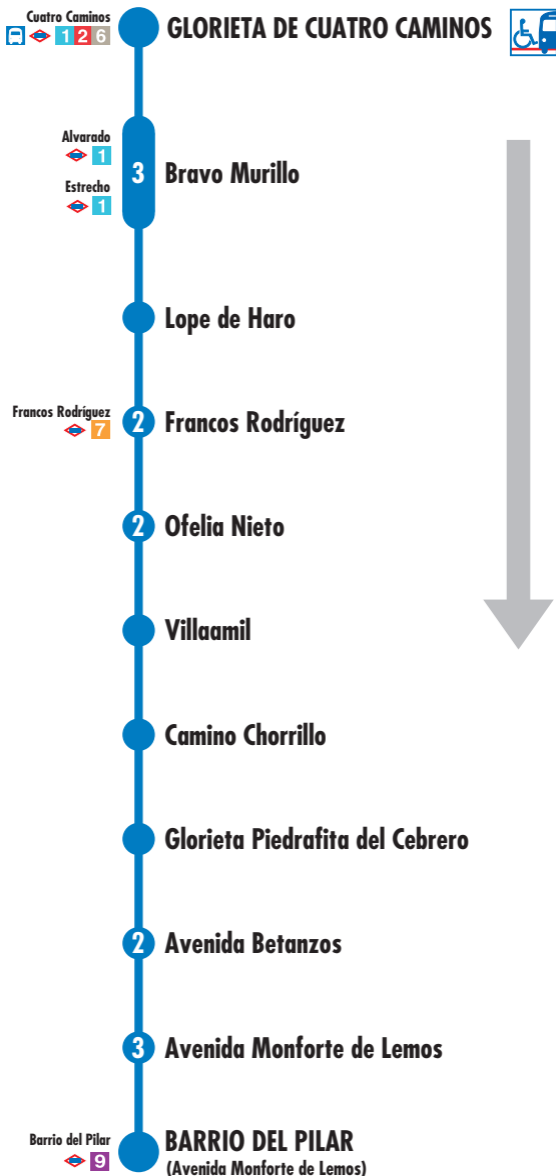 Cuatro Caminos
1 2 6
GLORIETA DE CUATRO CAMINOS
Alvarado
1
Estrecho
1
3
Bravo Murillo
Lope de Haro
Francos Rodríguez
7
2
Francos Rodríguez
2
Ofelia Nieto
Villaamil
Camino Chorrillo
Glorieta Piedrafita del Cebrero
2
Avenida Betanzos
3
Avenida Monforte de Lemos
Barrio del Pilar
9
BARRIO DEL PILAR
(Avenida Monforte de Lemos)